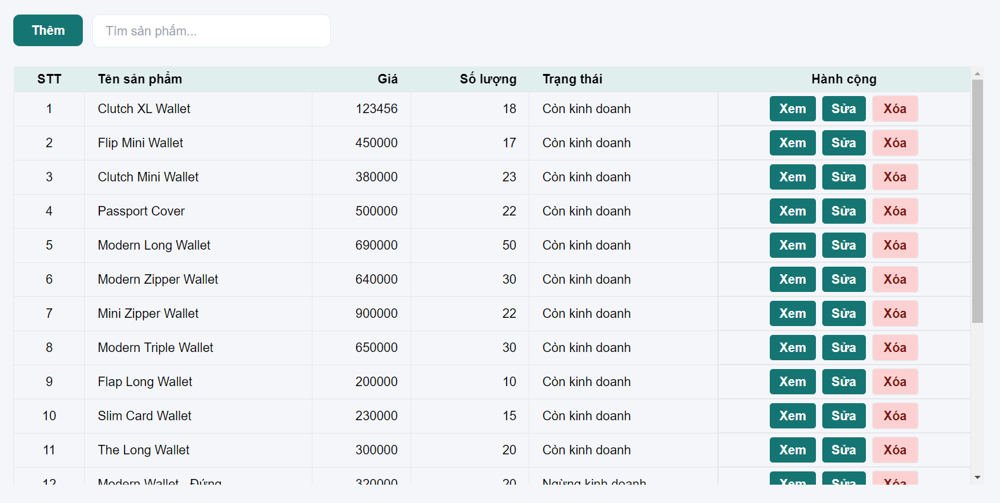 Thêm Tìm sản phẩm...
STT Tên sản phẩm Giá Số lượng Trạng thái Hành cộng
1 Clutch XL Wallet 123456 18 Còn kinh doanh Xem Sửa Xóa
2 Flip Mini Wallet 450000 17 Còn kinh doanh Xem Sửa Xóa
3 Clutch Mini Wallet 380000 23 Còn kinh doanh Xem Sửa Xóa
4 Passport Cover 500000 22 Còn kinh doanh Xem Sửa Xóa
5 Modern Long Wallet 690000 50 Còn kinh doanh Xem Sửa Xóa
6 Modern Zipper Wallet 640000 30 Còn kinh doanh Xem Sửa Xóa
7 Mini Zipper Wallet 900000 22 Còn kinh doanh Xem Sửa Xóa
8 Modern Triple Wallet 650000 30 Còn kinh doanh Xem Sửa Xóa
9 Flap Long Wallet 200000 10 Còn kinh doanh Xem Sửa Xóa
10 Slim Card Wallet 230000 15 Còn kinh doanh Xem Sửa Xóa
11 The Long Wallet 300000 20 Còn kinh doanh Xem Sửa Xóa
12 Modern Wallet - Đứng 320000 20 Ngừng kinh doanh Xem Sửa Xóa